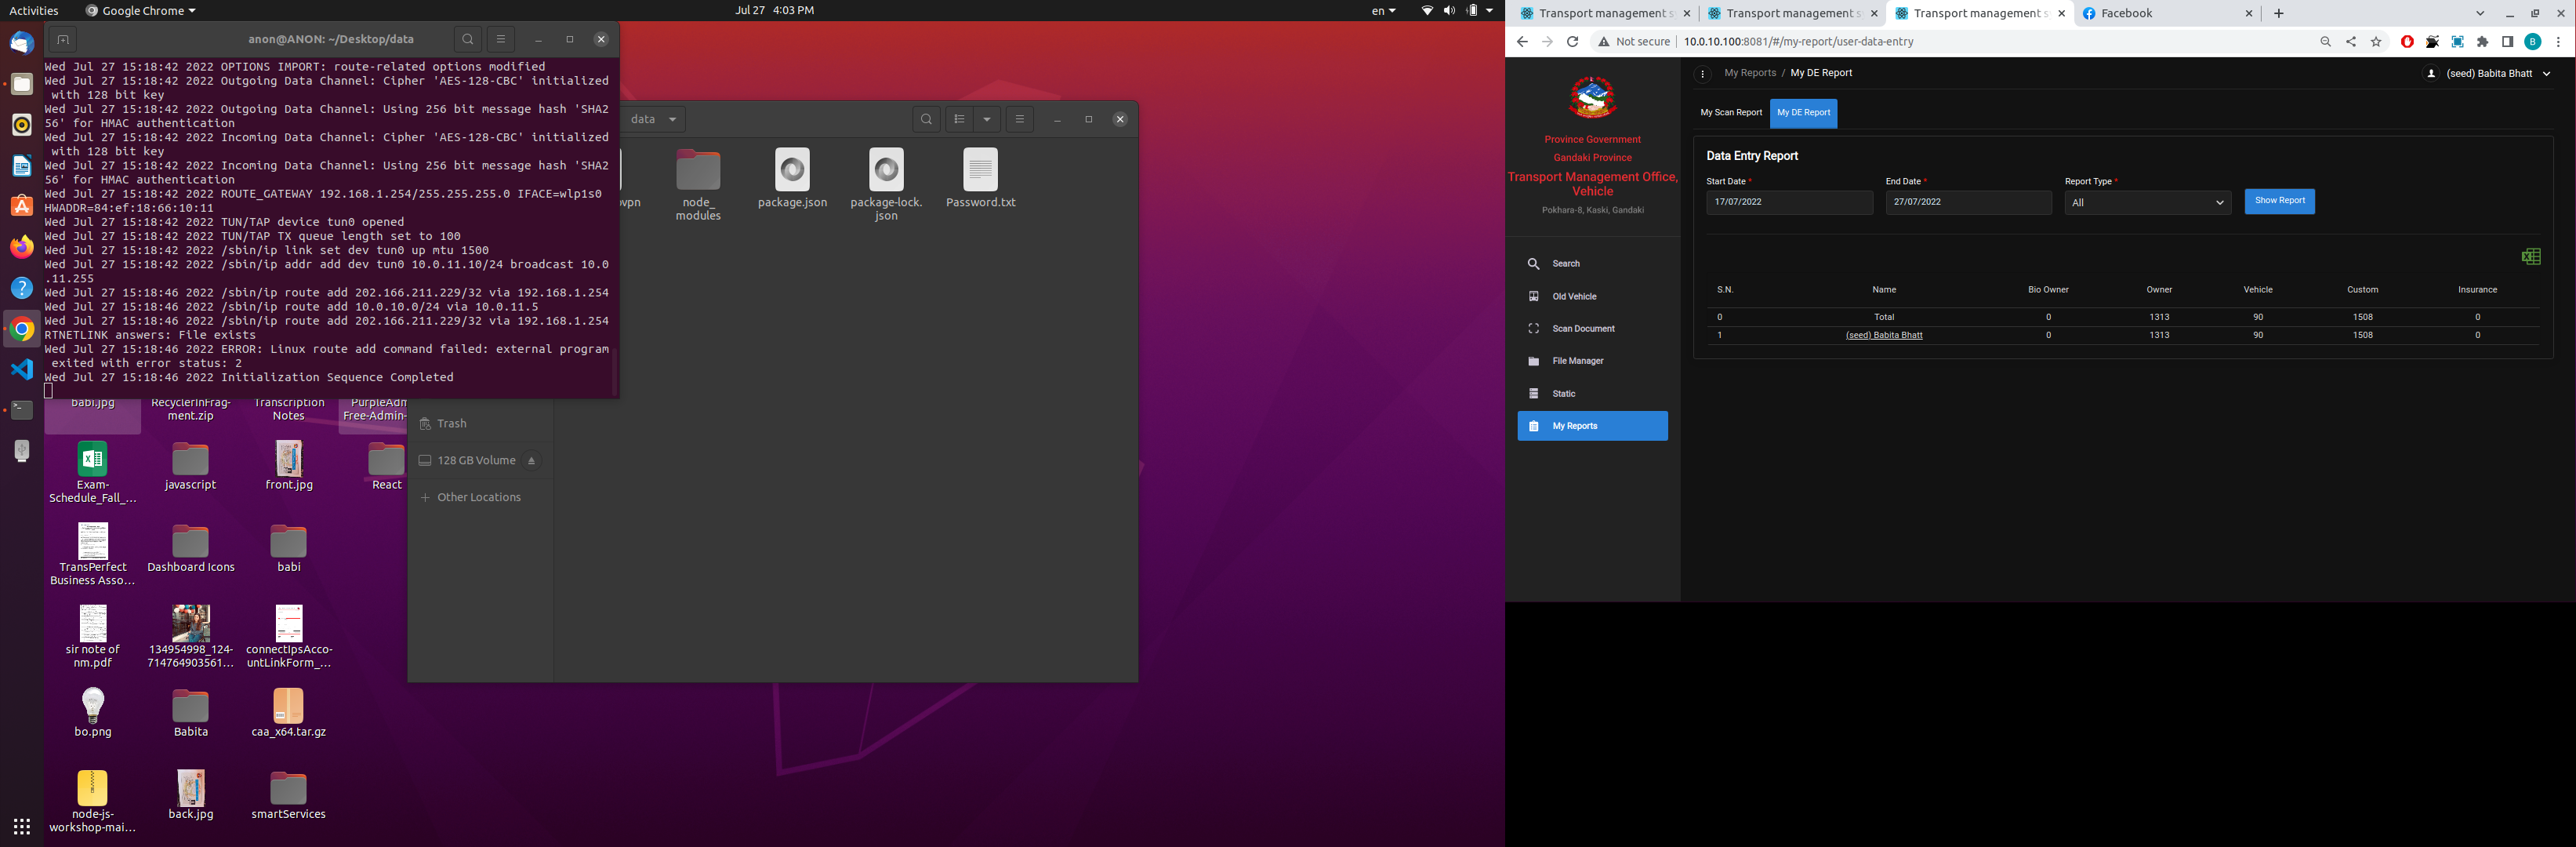 Activities
Google Chrome
Jul 27 4:03 PM
en
anon@ANON: ~/Desktop/data
Wed Jul 27 15:18:42 2022 OPTIONS IMPORT: route-related options modified
Wed Jul 27 15:18:42 2022 Outgoing Data Channel: Cipher 'AES-128-CBC' initialized
with 128 bit key
Wed Jul 27 15:18:42 2022 Outgoing Data Channel: Using 256 bit message hash 'SHA2
56' for HMAC authentication
Wed Jul 27 15:18:42 2022 Incoming Data Channel: Cipher 'AES-128-CBC' initialized
with 128 bit key
Wed Jul 27 15:18:42 2022 Incoming Data Channel: Using 256 bit message hash 'SHA2
56' for HMAC authentication
Wed Jul 27 15:18:42 2022 ROUTE_GATEWAY 192.168.1.254/255.255.255.0 IFACE=wlp1s0
HWADDR=84:ef:18:66:10:11
Wed Jul 27 15:18:42 2022 TUN/TAP device tun0 opened
Wed Jul 27 15:18:42 2022 TUN/TAP TX queue length set to 100
Wed Jul 27 15:18:42 2022 /sbin/ip link set dev tun0 up mtu 1500
Wed Jul 27 15:18:42 2022 /sbin/ip addr add dev tun0 10.0.11.10/24 broadcast 10.0
.11.255
Wed Jul 27 15:18:46 2022 /sbin/ip route add 202.166.211.229/32 via 192.168.1.254
Wed Jul 27 15:18:46 2022 /sbin/ip route add 10.0.10.0/24 via 10.0.11.5
Wed Jul 27 15:18:46 2022 /sbin/ip route add 202.166.211.229/32 via 192.168.1.254
RTNETLINK answers: File exists
Wed Jul 27 15:18:46 2022 ERROR: Linux route add command failed: external program
exited with error status: 2
Wed Jul 27 15:18:46 2022 Initialization Sequence Completed
data
vpn
node_
modules
package.json
package-lock.
json
Password.txt
Trash
128 GB Volume
Other Locations
babi.jpg
RecyclerInFrag-
ment.zip
Transcription
Notes
PurpleAdm
Free-Admin-
Exam-
Schedule_Fall_...
javascript
front.jpg
React
TransPerfect
Business Asso...
Dashboard Icons
babi
sir note of
nm.pdf
134954998_124-
714764903561...
connectIpsAcco-
untLinkForm_...
bo.png
Babita
caa_x64.tar.gz
node-js-
workshop-mai...
back.jpg
smartServices
Transport management s
Transport management s
Transport management s
Facebook
Not secure
10.0.10.100:8081/#/my-report/user-data-entry
B
Province Government
Gandaki Province
Transport Management Office,
Vehicle
Pokhara-8, Kaski, Gandaki
Search
Old Vehicle
Scan Document
File Manager
Static
My Reports
My Reports / My DE Report
(seed) Babita Bhatt
My Scan Report
My DE Report
Data Entry Report
Start Date *
End Date *
Report Type *
17/07/2022
27/07/2022
All
Show Report
S.N. Name Bio Owner Owner Vehicle Custom Insurance
0 Total 0 1313 90 1508 0
1 (seed) Babita Bhatt 0 1313 90 1508 0